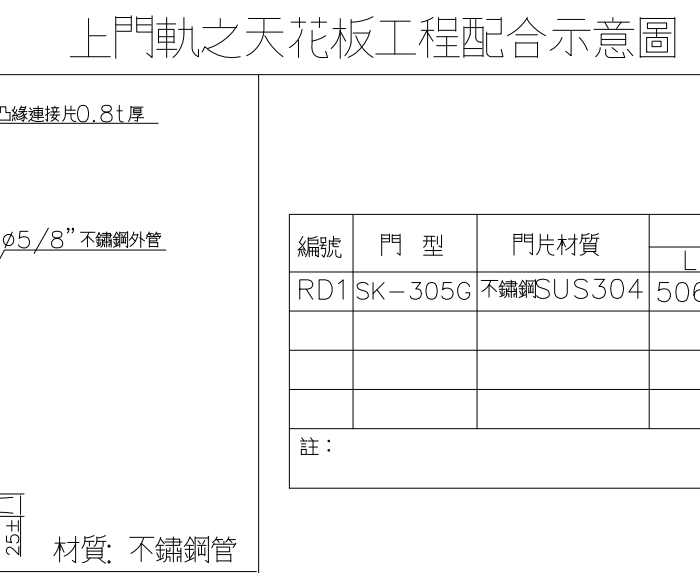 上門軌之天花板工程配合示意圖
凸緣連接片0.8t厚
ø5/8" 不鏽鋼外管
編號 門 型 門片材質
L
RD1 SK-305G 不鏽鋼SUS304 506
註：
25±
材質: 不鏽鋼管